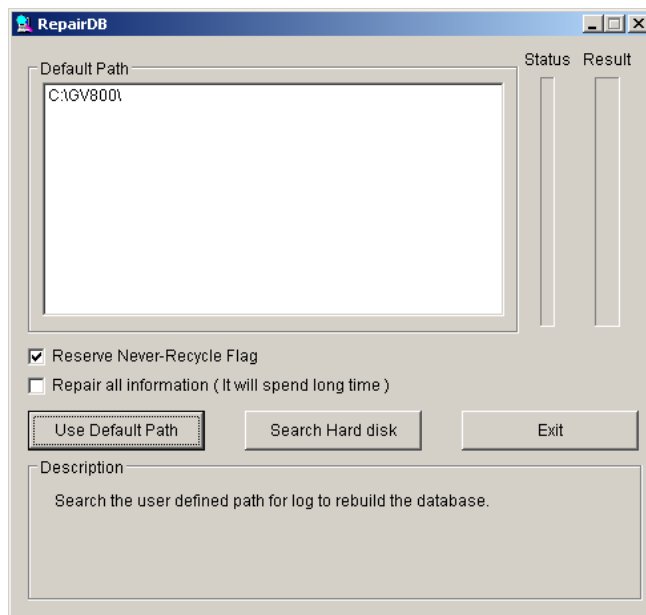 RepairDB
Default Path
Status Result
C:\GV800\
Reserve Never-Recycle Flag
Repair all information ( It will spend long time )
Use Default Path
Search Hard disk
Exit
Description
Search the user defined path for log to rebuild the database.